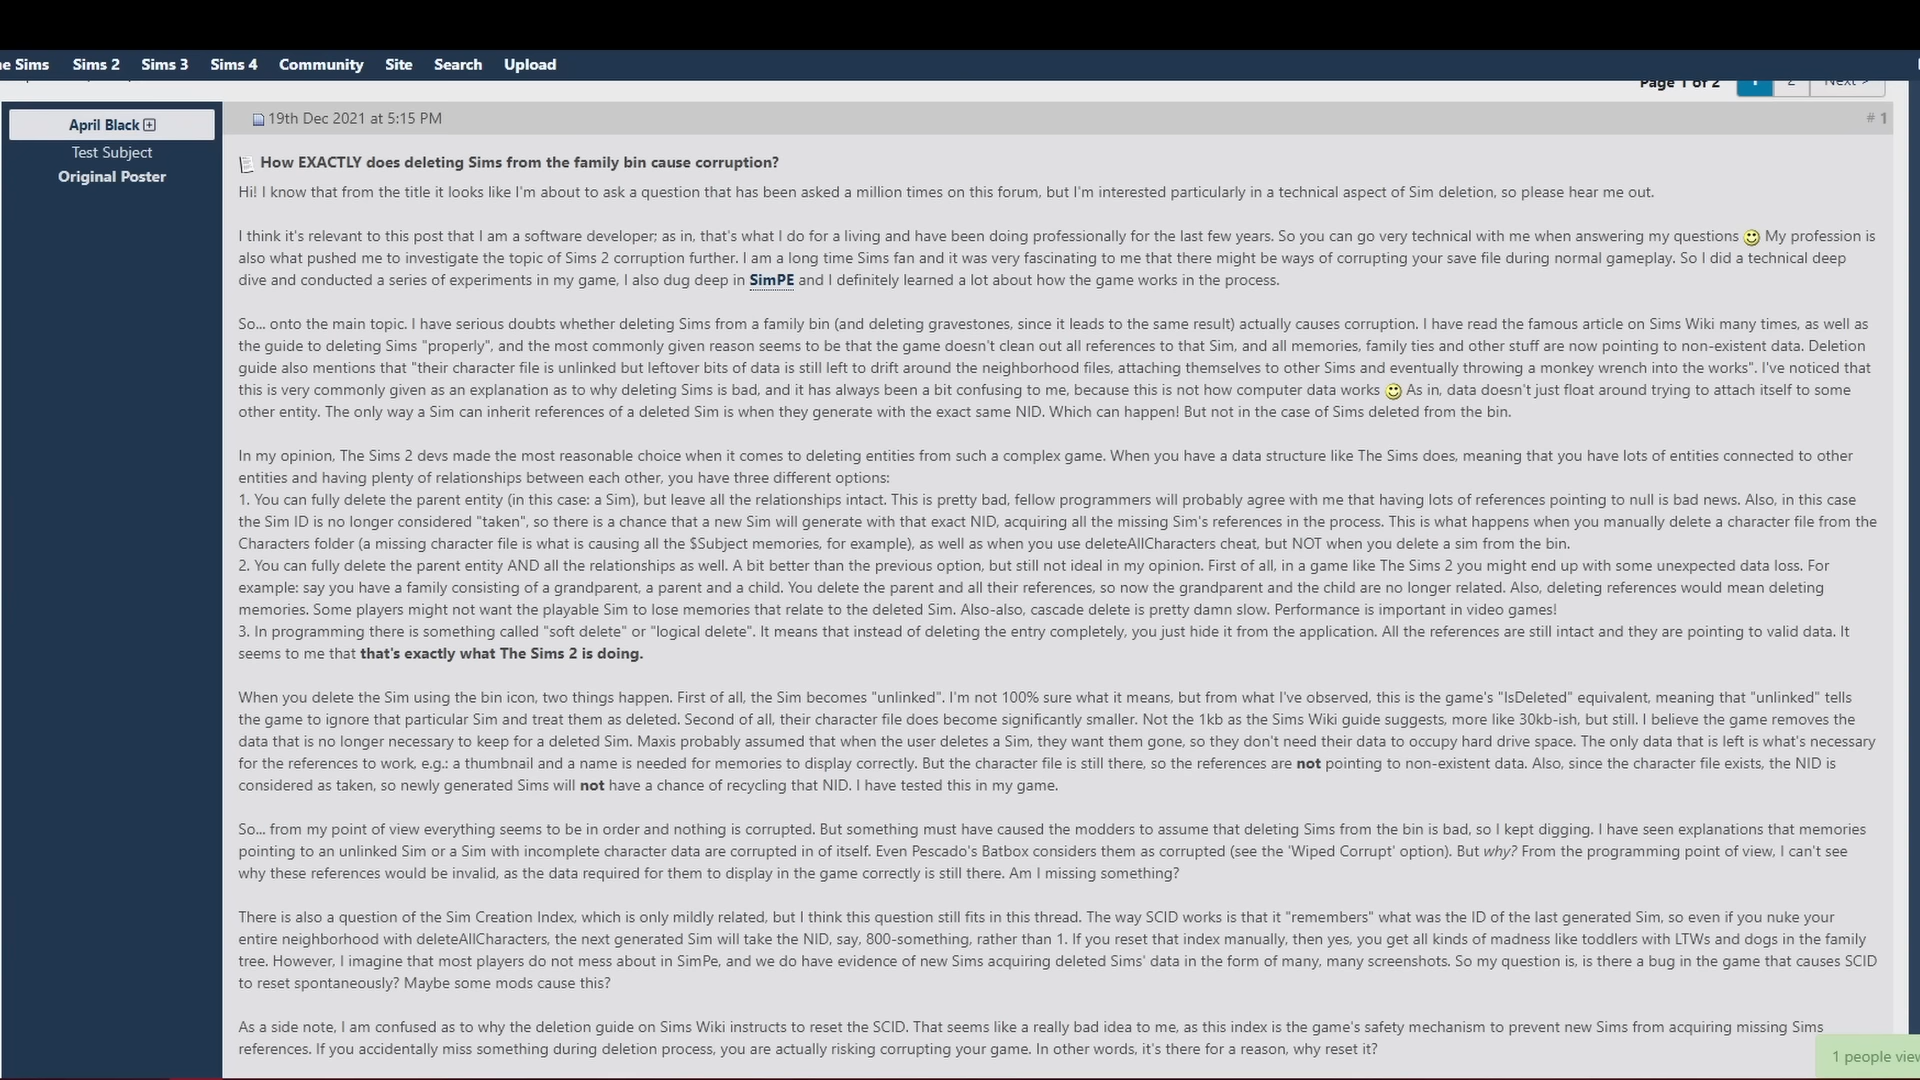 e Sims Sims 2 Sims 3 Sims 4 Community Site Search Upload
Page 1 of 2 1 2 Next >
April Black
Test Subject
Original Poster
19th Dec 2021 at 5:15 PM # 1
How EXACTLY does deleting Sims from the family bin cause corruption?
Hi! I know that from the title it looks like I'm about to ask a question that has been asked a million times on this forum, but I'm interested particularly in a technical aspect of Sim deletion, so please hear me out.
I think it's relevant to this post that I am a software developer; as in, that's what I do for a living and have been doing professionally for the last few years. So you can go very technical with me when answering my questions My profession is
also what pushed me to investigate the topic of Sims 2 corruption further. I am a long time Sims fan and it was very fascinating to me that there might be ways of corrupting your save file during normal gameplay. So I did a technical deep
dive and conducted a series of experiments in my game, I also dug deep in SimPE and I definitely learned a lot about how the game works in the process.
So... onto the main topic. I have serious doubts whether deleting Sims from a family bin (and deleting gravestones, since it leads to the same result) actually causes corruption. I have read the famous article on Sims Wiki many times, as well as
the guide to deleting Sims "properly", and the most commonly given reason seems to be that the game doesn't clean out all references to that Sim, and all memories, family ties and other stuff are now pointing to non-existent data. Deletion
guide also mentions that "their character file is unlinked but leftover bits of data is still left to drift around the neighborhood files, attaching themselves to other Sims and eventually throwing a monkey wrench into the works". I've noticed that
this is very commonly given as an explanation as to why deleting Sims is bad, and it has always been a bit confusing to me, because this is not how computer data works As in, data doesn't just float around trying to attach itself to some
other entity. The only way a Sim can inherit references of a deleted Sim is when they generate with the exact same NID. Which can happen! But not in the case of Sims deleted from the bin.
In my opinion, The Sims 2 devs made the most reasonable choice when it comes to deleting entities from such a complex game. When you have a data structure like The Sims does, meaning that you have lots of entities connected to other
entities and having plenty of relationships between each other, you have three different options:
1. You can fully delete the parent entity (in this case: a Sim), but leave all the relationships intact. This is pretty bad, fellow programmers will probably agree with me that having lots of references pointing to null is bad news. Also, in this case
the Sim ID is no longer considered "taken", so there is a chance that a new Sim will generate with that exact NID, acquiring all the missing Sim's references in the process. This is what happens when you manually delete a character file from the
Characters folder (a missing character file is what is causing all the $Subject memories, for example), as well as when you use deleteAllCharacters cheat, but NOT when you delete a sim from the bin.
2. You can fully delete the parent entity AND all the relationships as well. A bit better than the previous option, but still not ideal in my opinion. First of all, in a game like The Sims 2 you might end up with some unexpected data loss. For
example: say you have a family consisting of a grandparent, a parent and a child. You delete the parent and all their references, so now the grandparent and the child are no longer related. Also, deleting references would mean deleting
memories. Some players might not want the playable Sim to lose memories that relate to the deleted Sim. Also-also, cascade delete is pretty damn slow. Performance is important in video games!
3. In programming there is something called "soft delete" or "logical delete". It means that instead of deleting the entry completely, you just hide it from the application. All the references are still intact and they are pointing to valid data. It
seems to me that that's exactly what The Sims 2 is doing.
When you delete the Sim using the bin icon, two things happen. First of all, the Sim becomes "unlinked". I'm not 100% sure what it means, but from what I've observed, this is the game's "IsDeleted" equivalent, meaning that "unlinked" tells
the game to ignore that particular Sim and treat them as deleted. Second of all, their character file does become significantly smaller. Not the 1kb as the Sims Wiki guide suggests, more like 30kb-ish, but still. I believe the game removes the
data that is no longer necessary to keep for a deleted Sim. Maxis probably assumed that when the user deletes a Sim, they want them gone, so they don't need their data to occupy hard drive space. The only data that is left is what's necessary
for the references to work, e.g.: a thumbnail and a name is needed for memories to display correctly. But the character file is still there, so the references are not pointing to non-existent data. Also, since the character file exists, the NID is
considered as taken, so newly generated Sims will not have a chance of recycling that NID. I have tested this in my game.
So... from my point of view everything seems to be in order and nothing is corrupted. But something must have caused the modders to assume that deleting Sims from the bin is bad, so I kept digging. I have seen explanations that memories
pointing to an unlinked Sim or a Sim with incomplete character data are corrupted in of itself. Even Pescado's Batbox considers them as corrupted (see the 'Wiped Corrupt' option). But why? From the programming point of view, I can't see
why these references would be invalid, as the data required for them to display in the game correctly is still there. Am I missing something?
There is also a question of the Sim Creation Index, which is only mildly related, but I think this question still fits in this thread. The way SCID works is that it "remembers" what was the ID of the last generated Sim, so even if you nuke your
entire neighborhood with deleteAllCharacters, the next generated Sim will take the NID, say, 800-something, rather than 1. If you reset that index manually, then yes, you get all kinds of madness like toddlers with LTWs and dogs in the family
tree. However, I imagine that most players do not mess about in SimPe, and we do have evidence of new Sims acquiring deleted Sims' data in the form of many, many screenshots. So my question is, is there a bug in the game that causes SCID
to reset spontaneously? Maybe some mods cause this?
As a side note, I am confused as to why the deletion guide on Sims Wiki instructs to reset the SCID. That seems like a really bad idea to me, as this index is the game's safety mechanism to prevent new Sims from acquiring missing Sims
references. If you accidentally miss something during deletion process, you are actually risking corrupting your game. In other words, it's there for a reason, why reset it?
1 people view